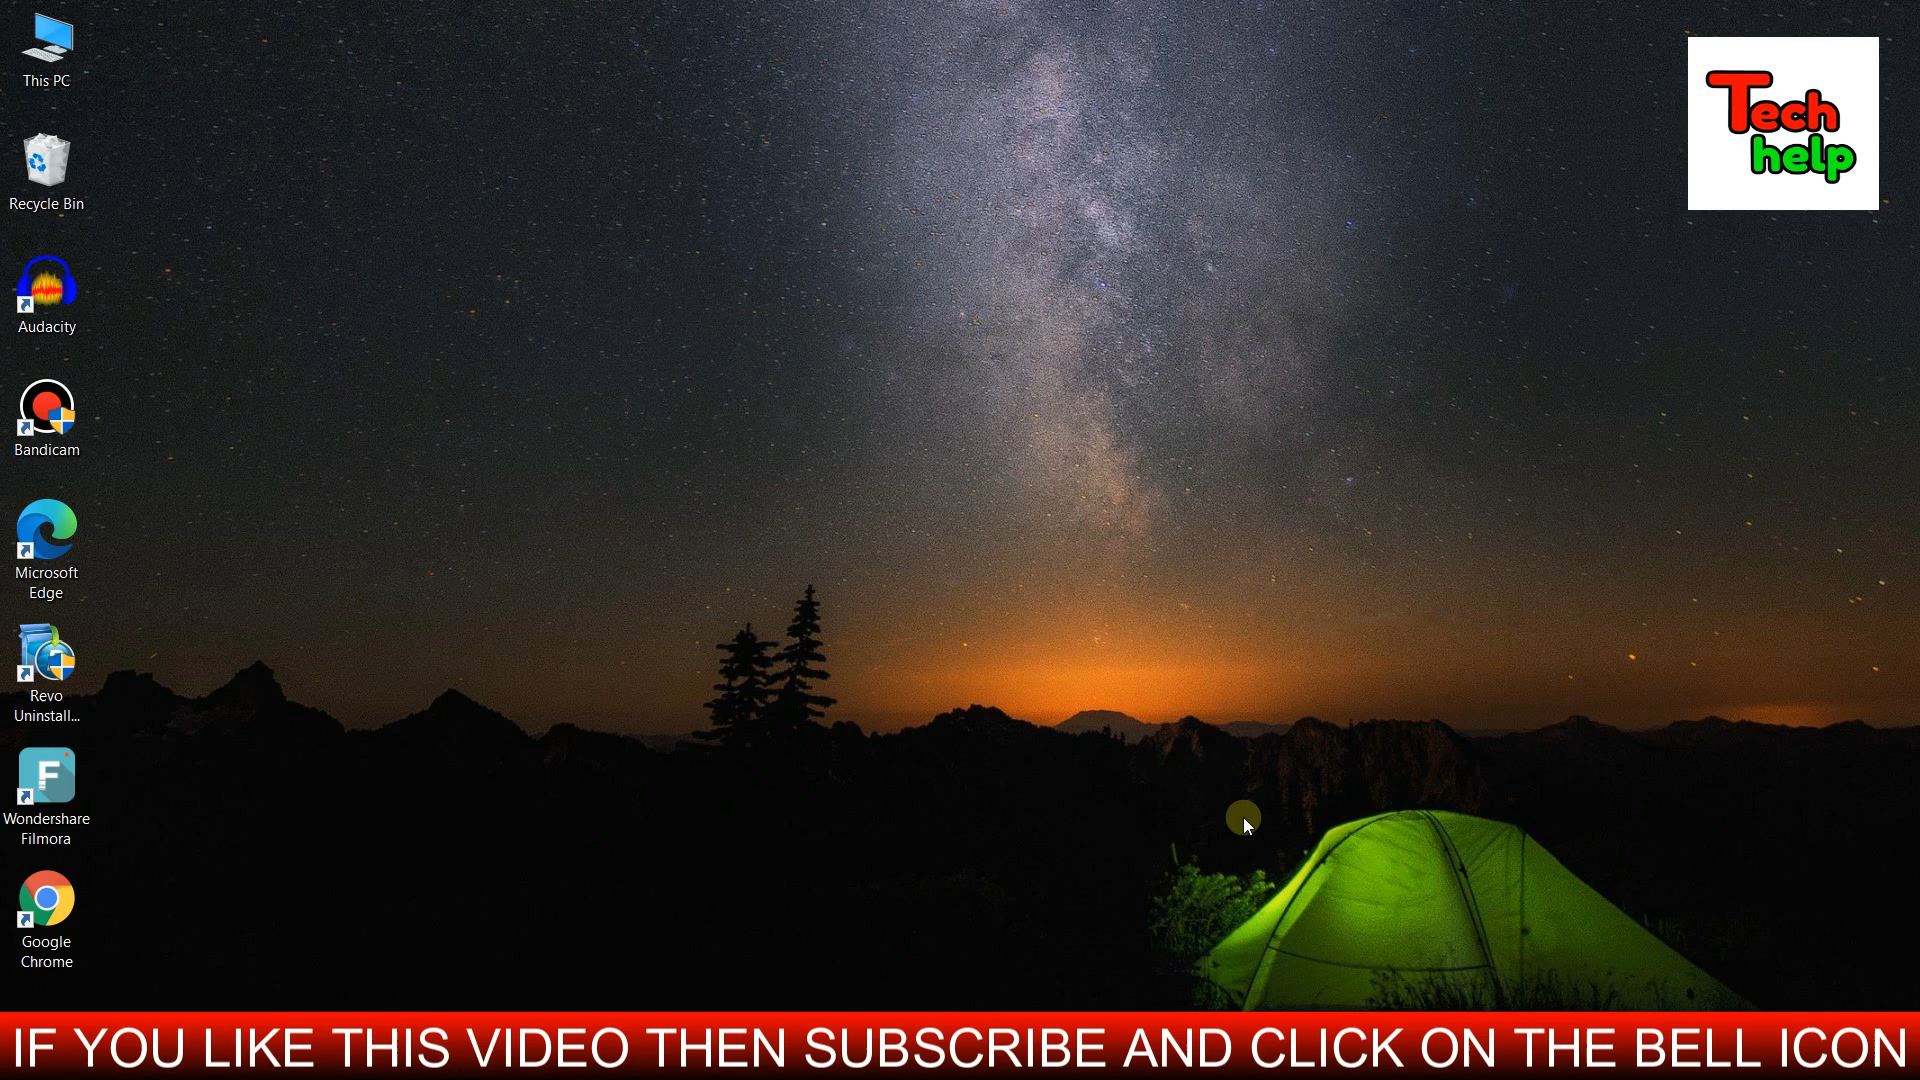 This PC
Recycle Bin
Audacity
Bandicam
Microsoft
Edge
Revo
Uninstall...
F
Wondershare
Filmora
Google
Chrome
Tech
help
IF YOU LIKE THIS VIDEO THEN SUBSCRIBE AND CLICK ON THE BELL ICON